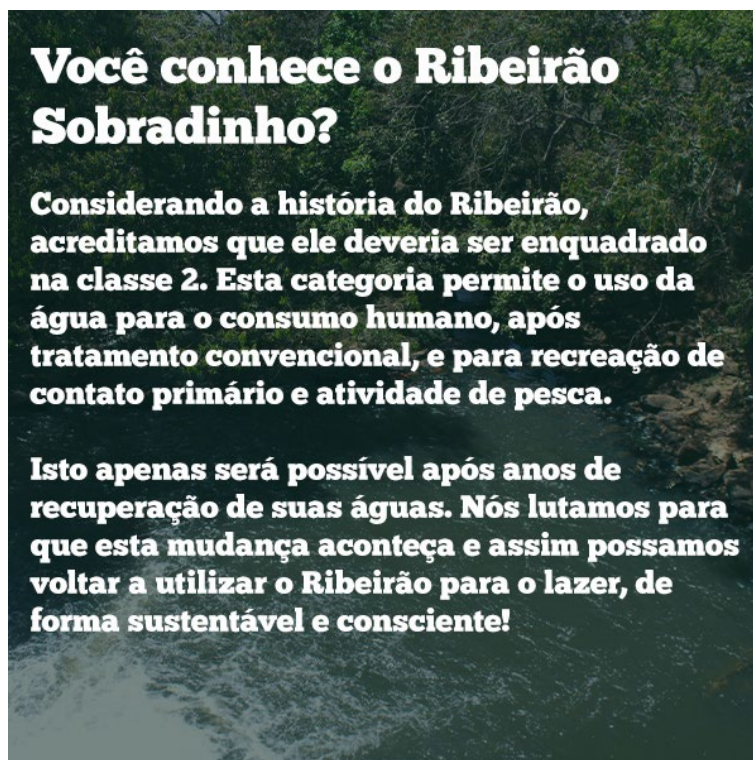 Você conhece o Ribeirão
Sobradinho?
Considerando a história do Ribeirão,
acreditamos que ele deveria ser enquadrado
na classe 2. Esta categoria permite o uso da
água para o consumo humano, após
tratamento convencional, e para recreação de
contato primário e atividade de pesca.
Isto apenas será possível após anos de
recuperação de suas águas. Nós lutamos para
que esta mudança aconteça e assim possamos
voltar a utilizar o Ribeirão para o lazer, de
forma sustentável e consciente!